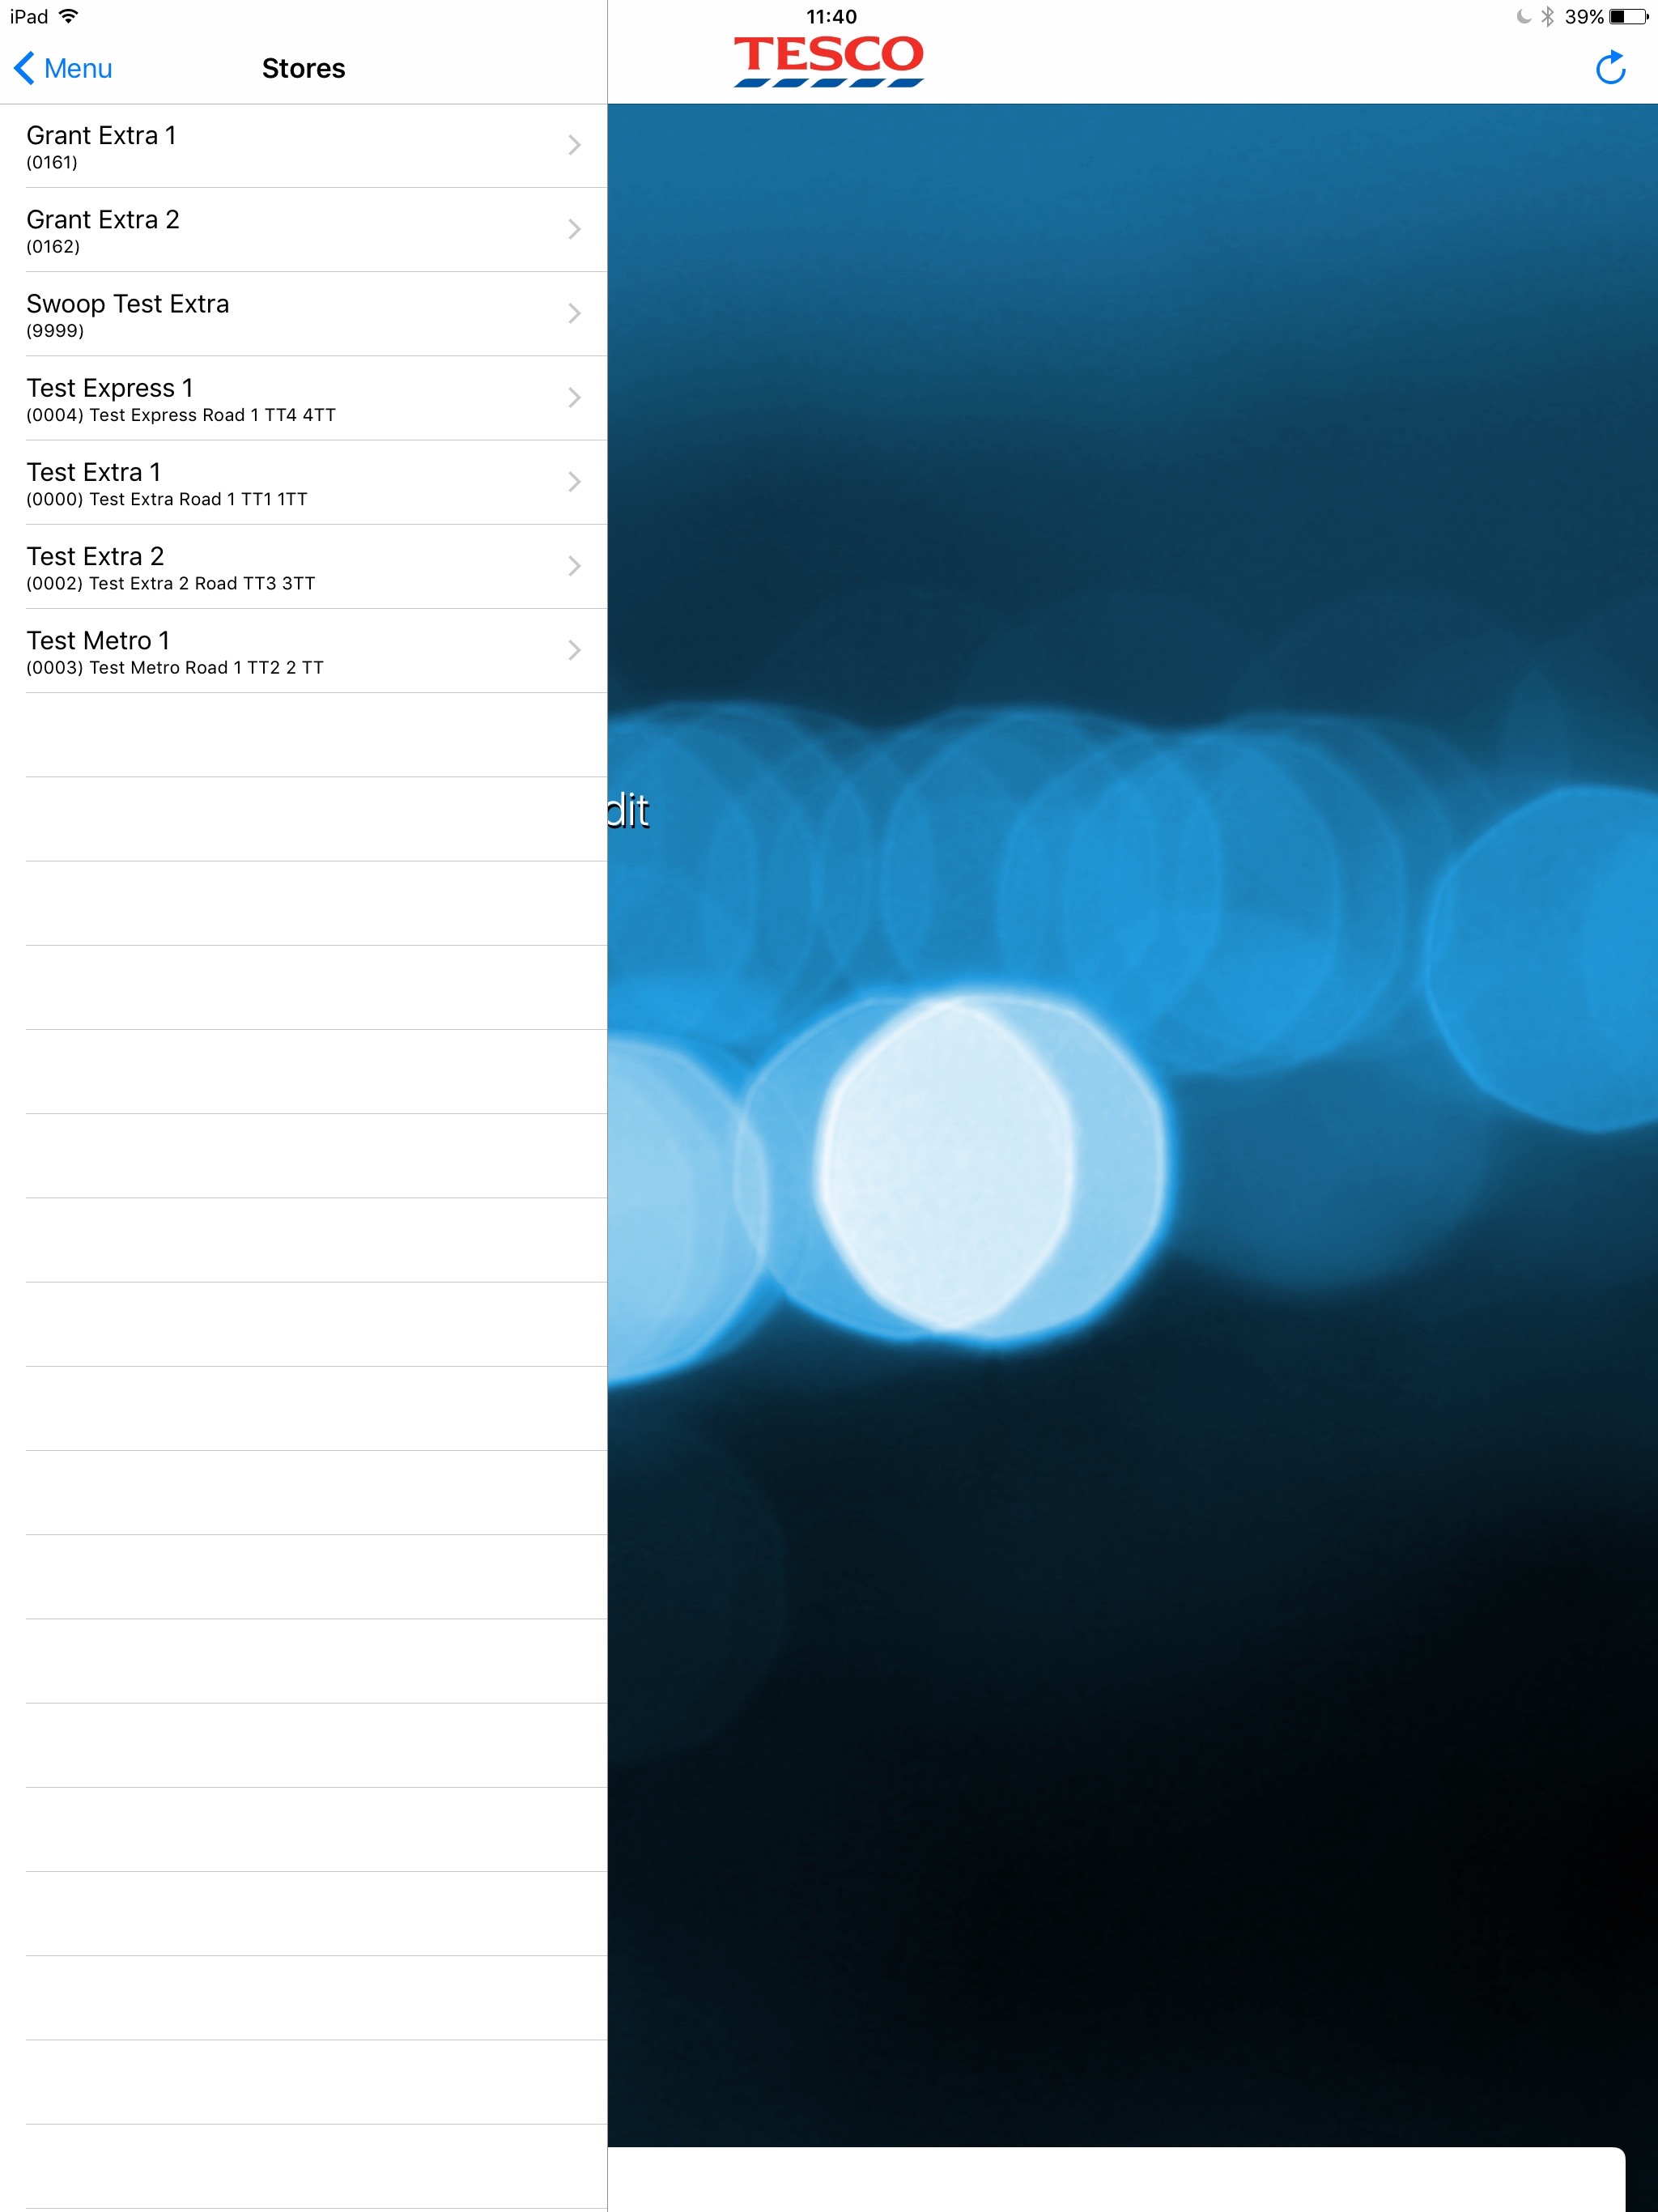 iPad 11:40 39%
Menu Stores TESCO
Grant Extra 1
(0161)
Grant Extra 2
(0162)
Swoop Test Extra
(9999)
Test Express 1
(0004) Test Express Road 1 TT4 4TT
Test Extra 1
(0000) Test Extra Road 1 TT1 1TT
Test Extra 2
(0002) Test Extra 2 Road TT3 3TT
Test Metro 1
(0003) Test Metro Road 1 TT2 2 TT
dit